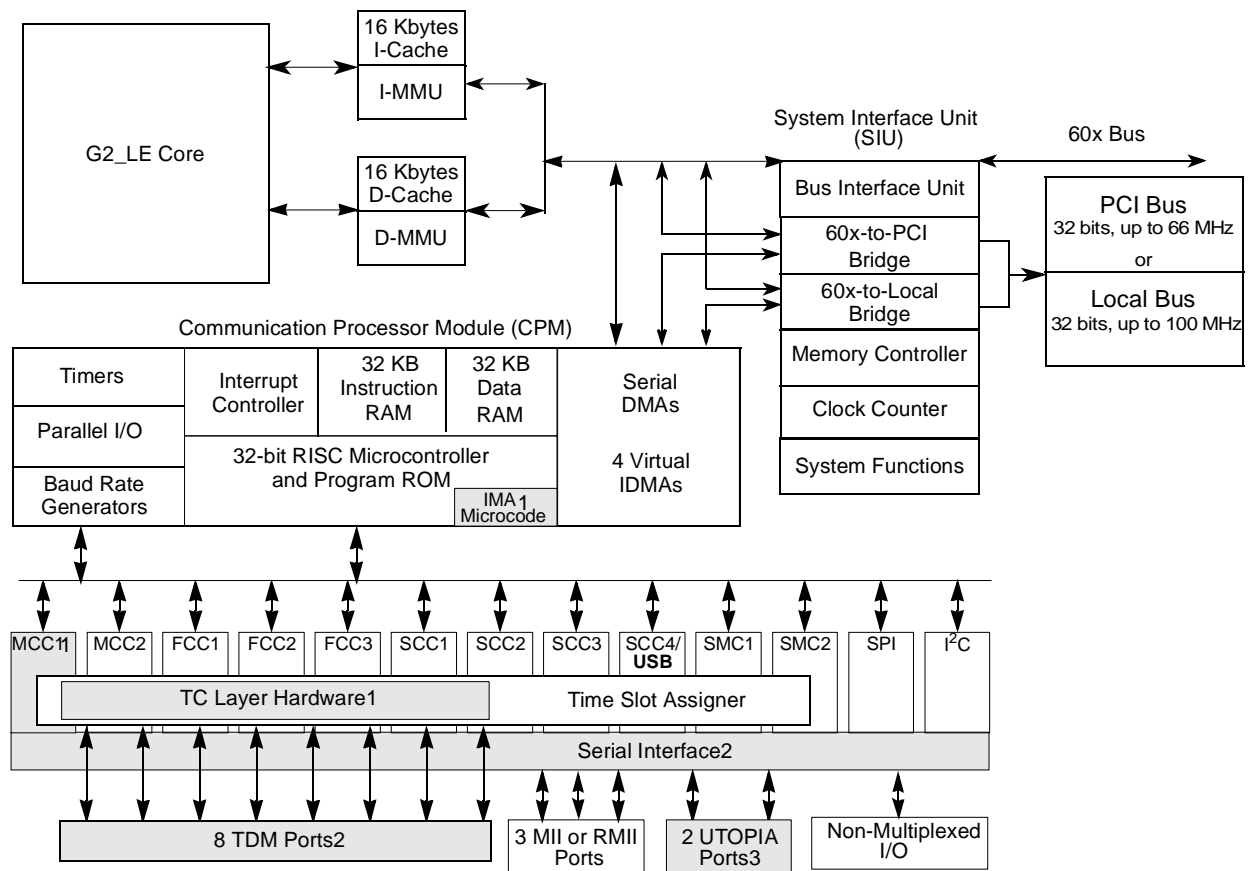 G2_LE Core
16 Kbytes
I-Cache
I-MMU
16 Kbytes
D-Cache
D-MMU
System Interface Unit
(SIU)
60x Bus
Bus Interface Unit
60x-to-PCI
Bridge
60x-to-Local
Bridge
Memory Controller
Clock Counter
System Functions
PCI Bus
32 bits, up to 66 MHz
or
Local Bus
32 bits, up to 100 MHz
Communication Processor Module (CPM)
Timers
Parallel I/O
Baud Rate
Generators
Interrupt
Controller
32 KB
Instruction
RAM
32 KB
Data
RAM
32-bit RISC Microcontroller
and Program ROM
IMA1
Microcode
Serial
DMAs
4 Virtual
IDMAs
MCC11
MCC2
FCC1
FCC2
FCC3
SCC1
SCC2
SCC3
SCC4/
USB
SMC1
SMC2
SPI
I2C
TC Layer Hardware1
Time Slot Assigner
Serial Interface2
8 TDM Ports2
3 MII or RMII
Ports
2 UTOPIA
Ports3
Non-Multiplexed
I/O